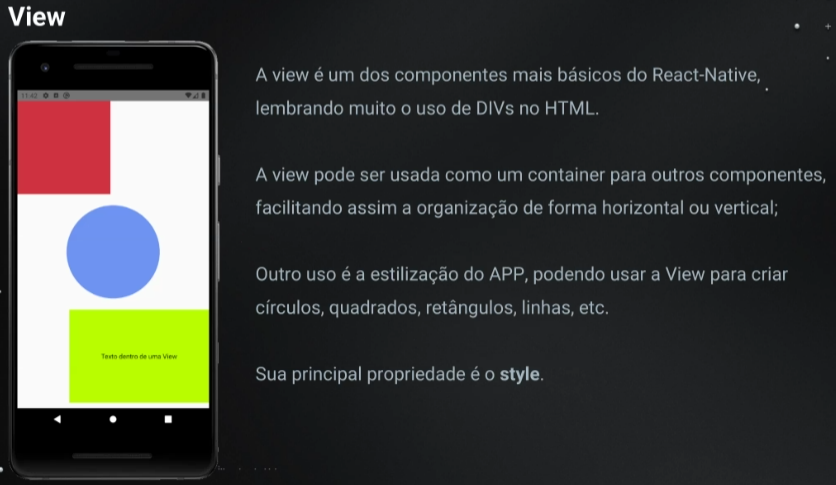 View
11:42
A view é um dos componentes mais básicos do React-Native,
lembrando muito o uso de DIVs no HTML.
A view pode ser usada como um container para outros componentes,
facilitando assim a organização de forma horizontal ou vertical;
Outro uso é a estilização do APP, podendo usar a View para criar
círculos, quadrados, retângulos, linhas, etc.
Texto dentro de uma View
Sua principal propriedade é o style.